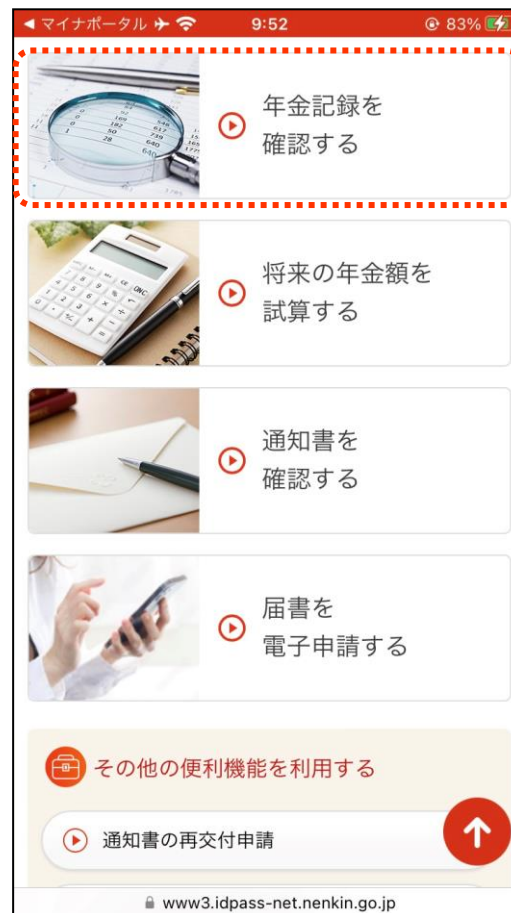 マイナポータル 9:52 83%
年金記録を
確認する
将来の年金額を
試算する
通知書を
確認する
届書を
電子申請する
その他の便利機能を利用する
通知書の再交付申請
www3.idpass-net.nenkin.go.jp